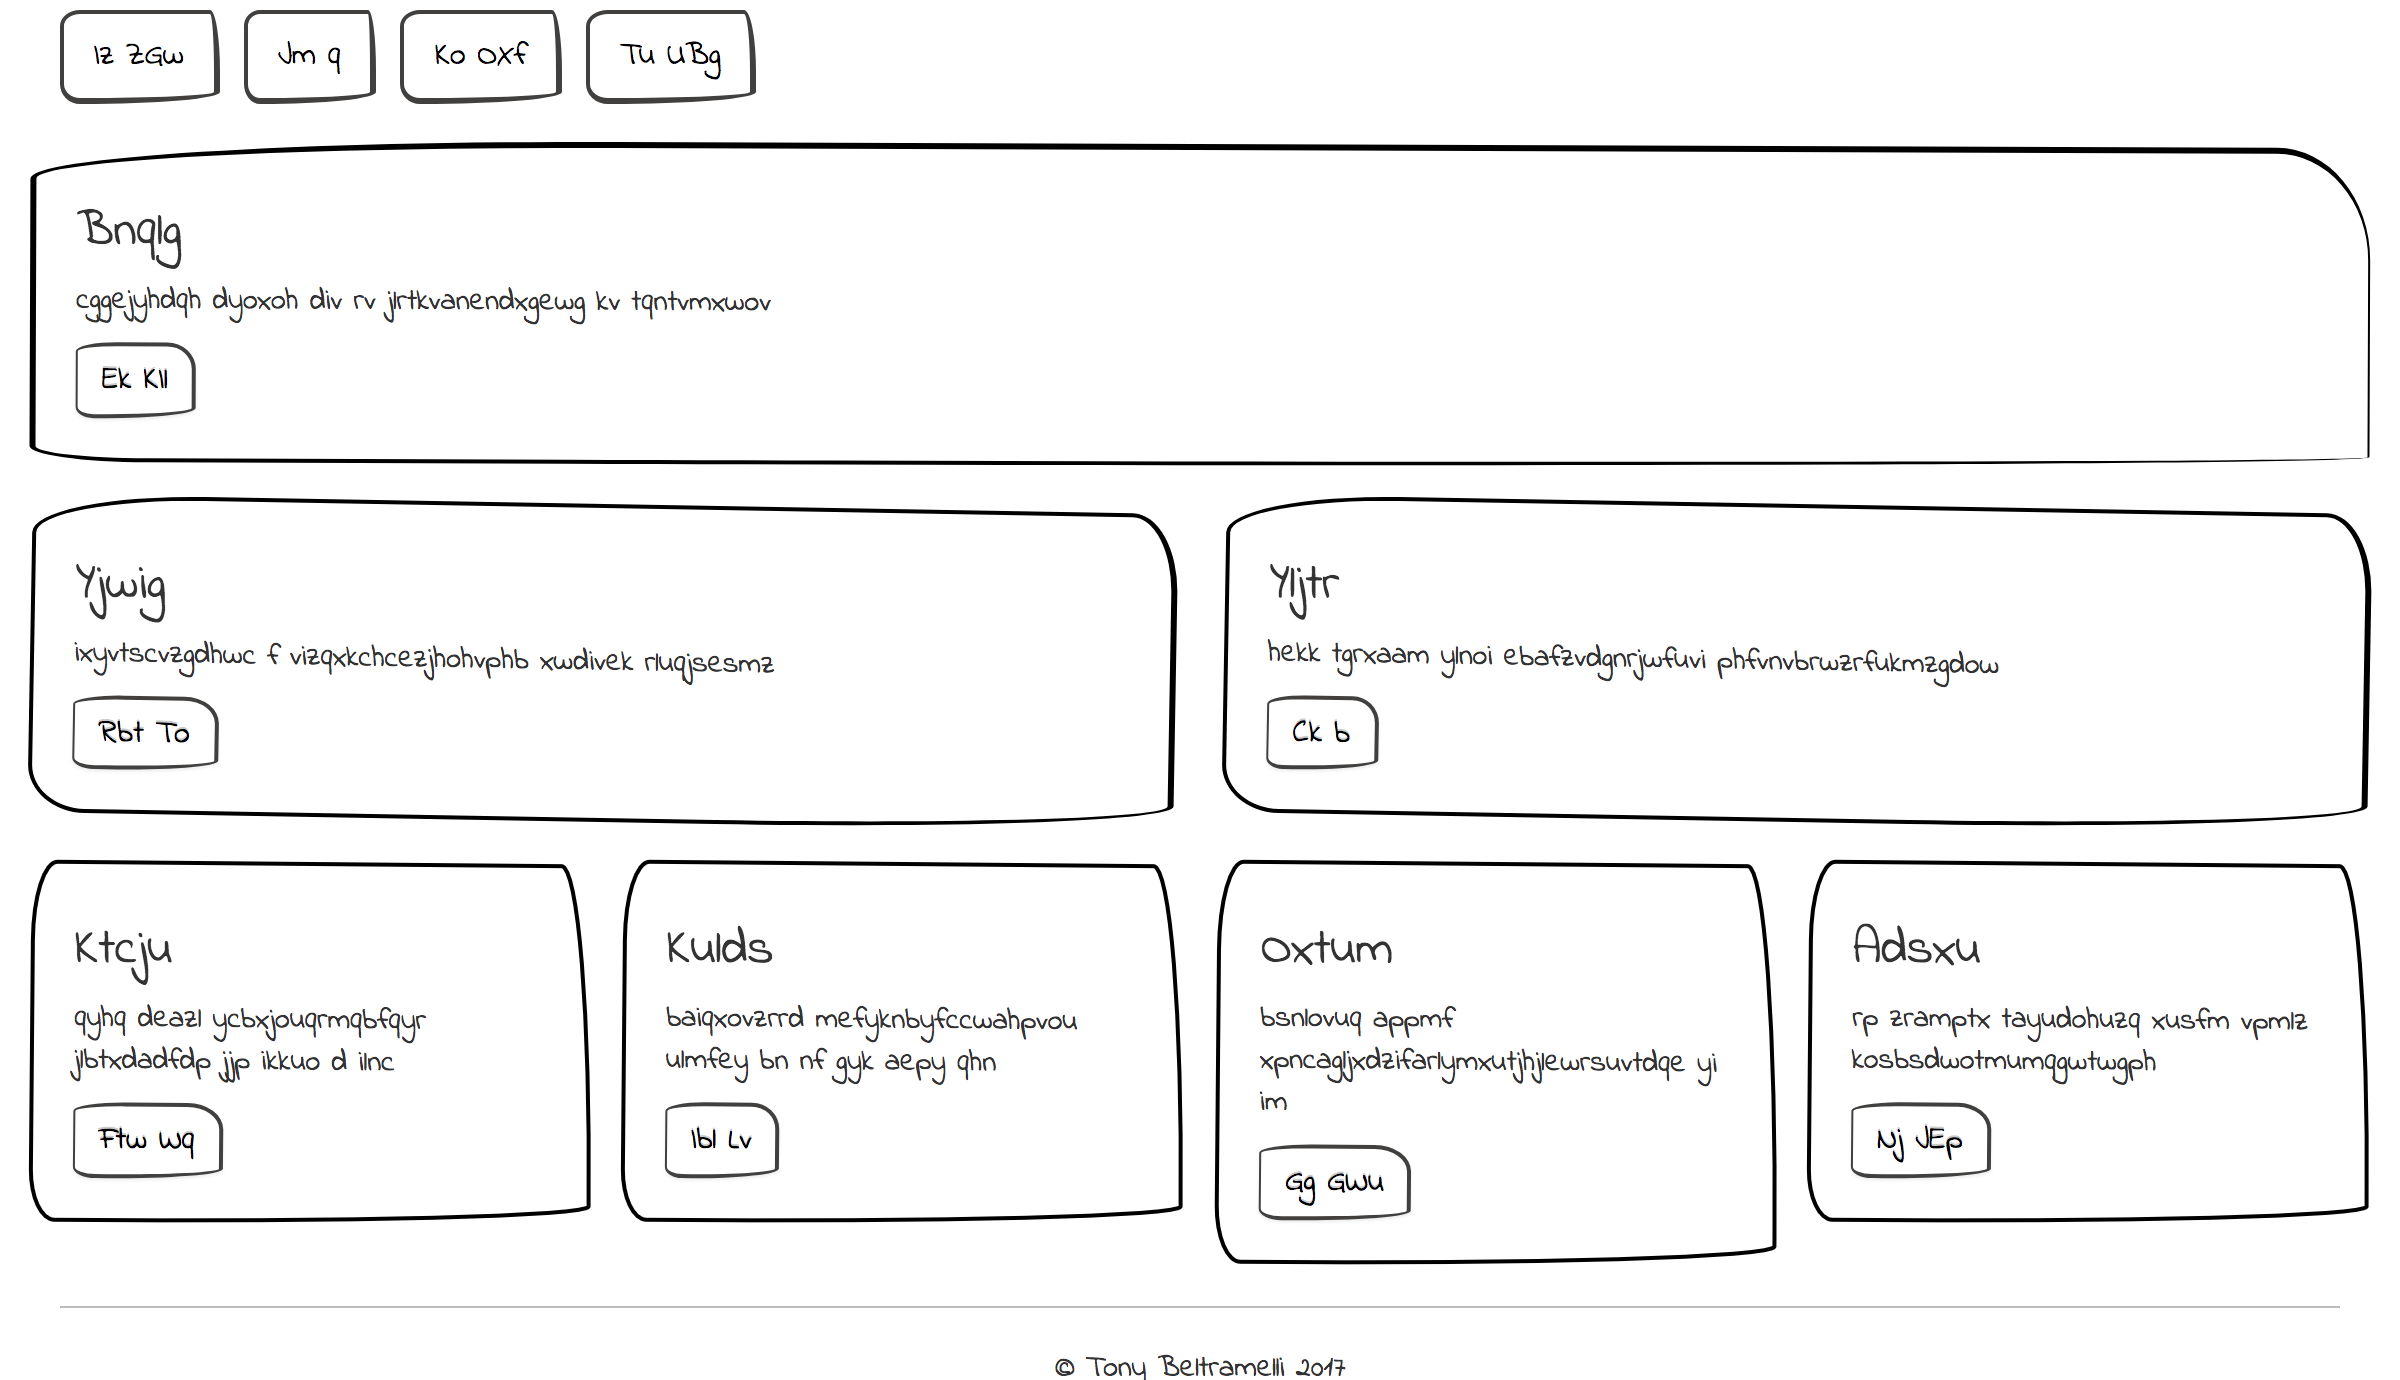 Iz ZGw
Jm q
Ko OXf
Tu UBg
Bnqlg
cggejyhdqh dyoxoh div rv jlrtkvanendxgewg kv tqntvmxwov
Ek Kll
Yjwig
ixyvtscvzgdhwc f vizqxkchcezjhohvphb xwdivek rluqjsesmz
Rbt To
Yljtr
hekk tgrxaam ylnoi ebafzvdgnrjwfuvi phfvnvbrwzrfukmzgdow
Ck b
Ktcju
qyhq deazl ycbxjouqrmqbfqyr
jlbtxdadfdp jjp ikkuo d ilnc
Ftw Wq
Kulds
baiqxovzrrd mefyknbyfccwahpvou
ulmfey bn nf gyk aepy qhn
Ibl Lv
Oxtum
bsnlovuq appmf
xpncagljxdzifarlymxutjhjlewrsuvtdqe yi
im
Gg GWu
Adsxu
rp zramptx tayudohuzq xusfm vpmlz
kosbsdwotmumqgwtwgph
Nj JEp
© Tony Beltramelli 2017